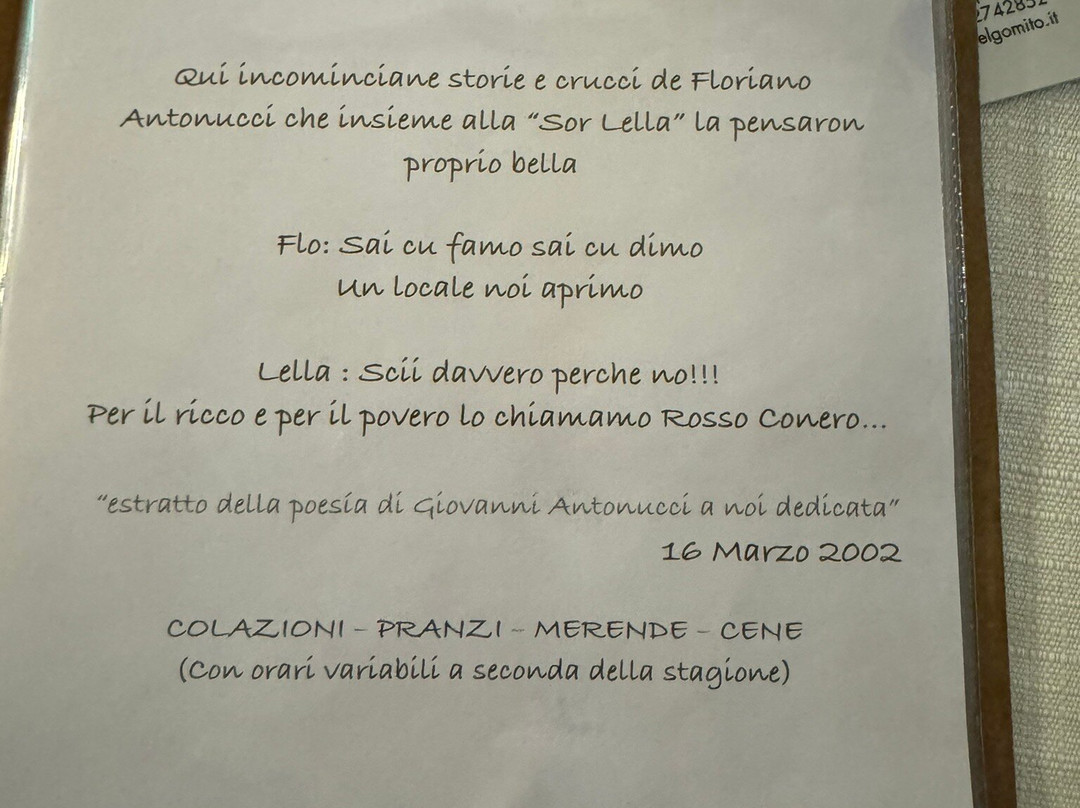 Qui incominciane storie e crucci de Floriano
Antonucci che insieme alla “Sor Lella” la pensaron
proprio bella
Flo: Sai cu famo sai cu dimo
Un locale noi aprimo
Lella : Scii davvero perche no!!!
Per il ricco e per il povero lo chiamamo Rosso Conero...
“estratto della poesia di Giovanni Antonucci a noi dedicata”
16 Marzo 2002
COLAZIONI - PRANZI - MERENDE - CENE
(Con orari variabili a seconda della stagione)
elgomito.it